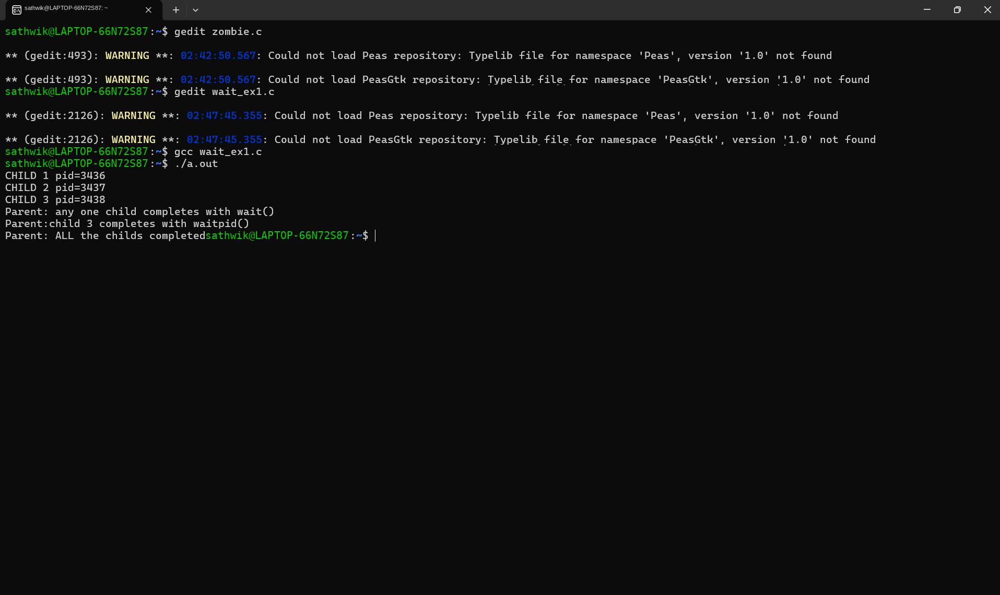 sathwik@LAPTOP-66N72S87: ~
sathwik@LAPTOP-66N72S87:~$ gedit zombie.c
** (gedit:493): WARNING **: 02:42:50.567: Could not load Peas repository: Typelib file for namespace 'Peas', version '1.0' not found
** (gedit:493): WARNING **: 02:42:50.567: Could not load PeasGtk repository: Typelib file for namespace 'PeasGtk', version '1.0' not found
sathwik@LAPTOP-66N72S87:~$ gedit wait_ex1.c
** (gedit:2126): WARNING **: 02:47:45.355: Could not load Peas repository: Typelib file for namespace 'Peas', version '1.0' not found
** (gedit:2126): WARNING **: 02:47:45.355: Could not load PeasGtk repository: Typelib file for namespace 'PeasGtk', version '1.0' not found
sathwik@LAPTOP-66N72S87:~$ gcc wait_ex1.c
sathwik@LAPTOP-66N72S87:~$ ./a.out
CHILD 1 pid=3436
CHILD 2 pid=3437
CHILD 3 pid=3438
Parent: any one child completes with wait()
Parent:child 3 completes with waitpid()
Parent: ALL the childs completedsathwik@LAPTOP-66N72S87:~$